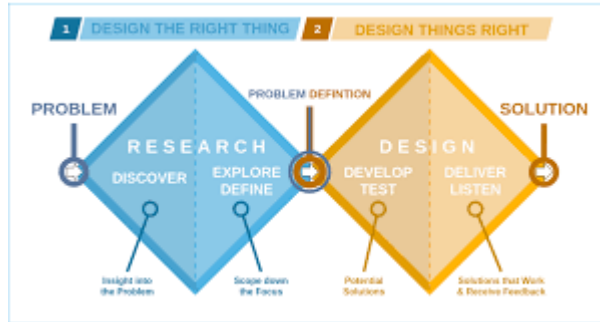 1 DESIGN THE RIGHT THING 2 DESIGN THINGS RIGHT
PROBLEM
PROBLEM DEFINTION
SOLUTION
RESEARCH
DISCOVER
EXPLORE
DEFINE
DESIGN
DEVELOP
TEST
DELIVER
LISTEN
Insight into
the Problem
Scope down
the Focus
Potential
Solutions
Solutions that Work
& Receive Feedback